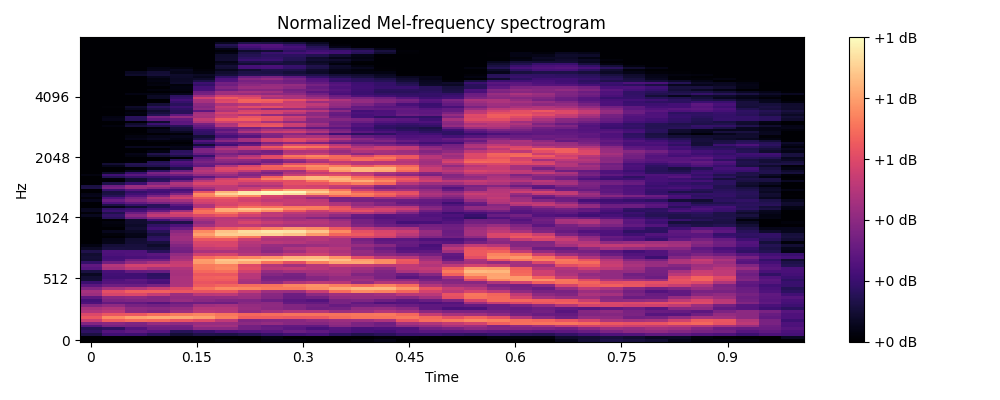 Normalized Mel-frequency spectrogram
Hz
4096
2048
1024
512
0
0 0.15 0.3 0.45 0.6 0.75 0.9
Time
+1 dB
+1 dB
+1 dB
+0 dB
+0 dB
+0 dB